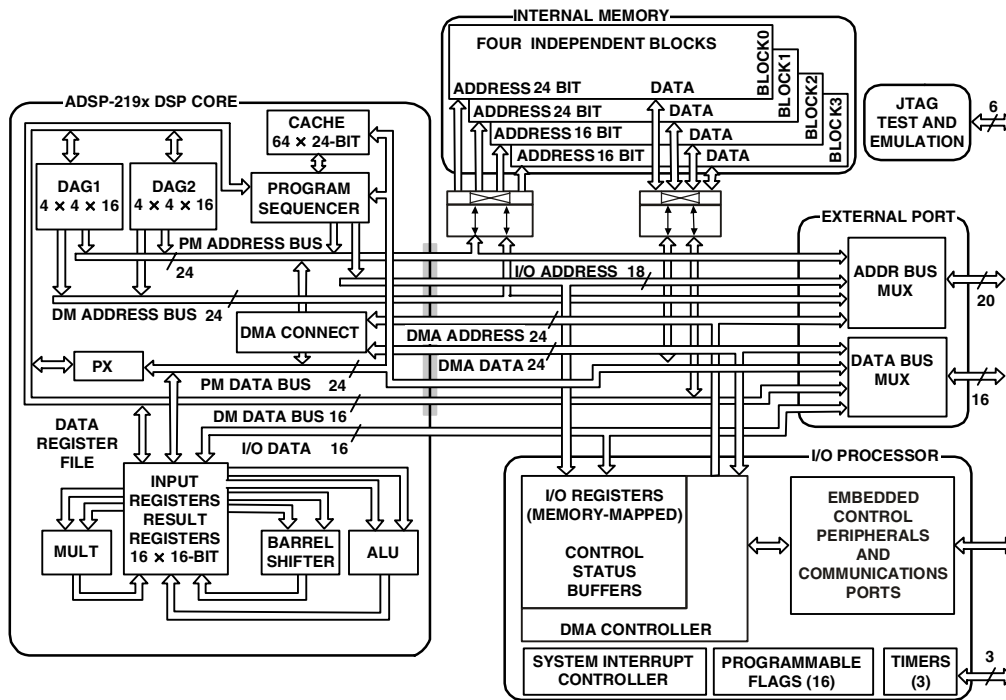 INTERNAL MEMORY
FOUR INDEPENDENT BLOCKS
BLOCK0
BLOCK1
BLOCK2
BLOCK3
ADDRESS 24 BIT DATA
ADDRESS 24 BIT DATA
ADDRESS 16 BIT DATA
ADDRESS 16 BIT DATA
JTAG
TEST AND
EMULATION
6
ADSP-219x DSP CORE
CACHE
64 × 24-BIT
DAG1
4 × 4 × 16
DAG2
4 × 4 × 16
PROGRAM
SEQUENCER
PM ADDRESS BUS
24
I/O ADDRESS 18
DM ADDRESS BUS 24
DMA CONNECT
DMA ADDRESS 24
DMA DATA 24
PX
PM DATA BUS 24
DM DATA BUS 16
I/O DATA 16
EXTERNAL PORT
ADDR BUS
MUX
20
DATA BUS
MUX
16
DATA
REGISTER
FILE
INPUT
REGISTERS
RESULT
REGISTERS
16 × 16-BIT
MULT
BARREL
SHIFTER
ALU
I/O PROCESSOR
I/O REGISTERS
(MEMORY-MAPPED)
CONTROL
STATUS
BUFFERS
DMA CONTROLLER
EMBEDDED
CONTROL
PERIPHERALS
AND
COMMUNICATIONS
PORTS
SYSTEM INTERRUPT
CONTROLLER
PROGRAMMABLE
FLAGS (16)
TIMERS
(3)
3